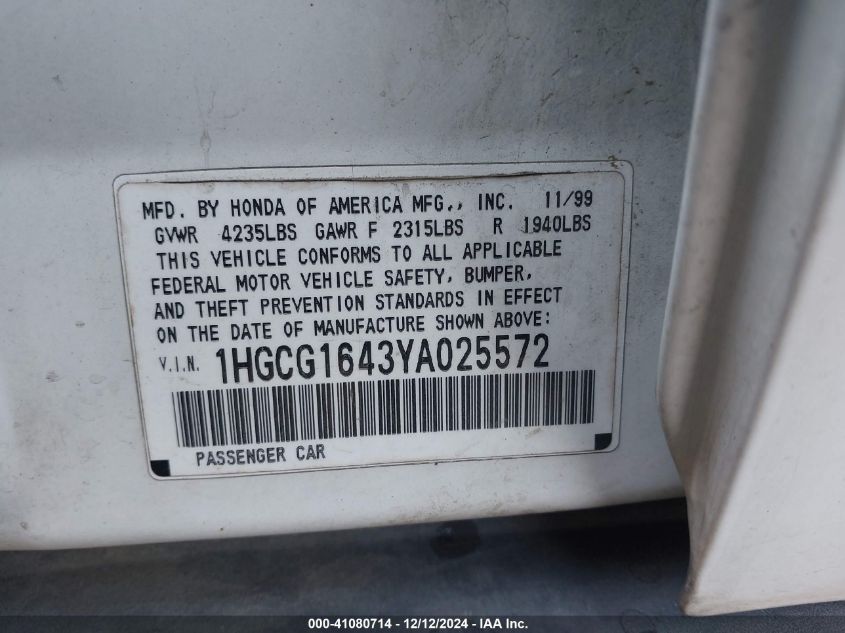 MFD. BY HONDA OF AMERICA MFG., INC. 11/99
GVWR 4235LBS GAWR F 2315LBS R 1940LBS
THIS VEHICLE CONFORMS TO ALL APPLICABLE
FEDERAL MOTOR VEHICLE SAFETY, BUMPER,
AND THEFT PREVENTION STANDARDS IN EFFECT
ON THE DATE OF MANUFACTURE SHOWN ABOVE:
V.I.N. 1HGCG1643YA025572
PASSENGER CAR
000-41080714 - 12/12/2024 - IAA Inc.